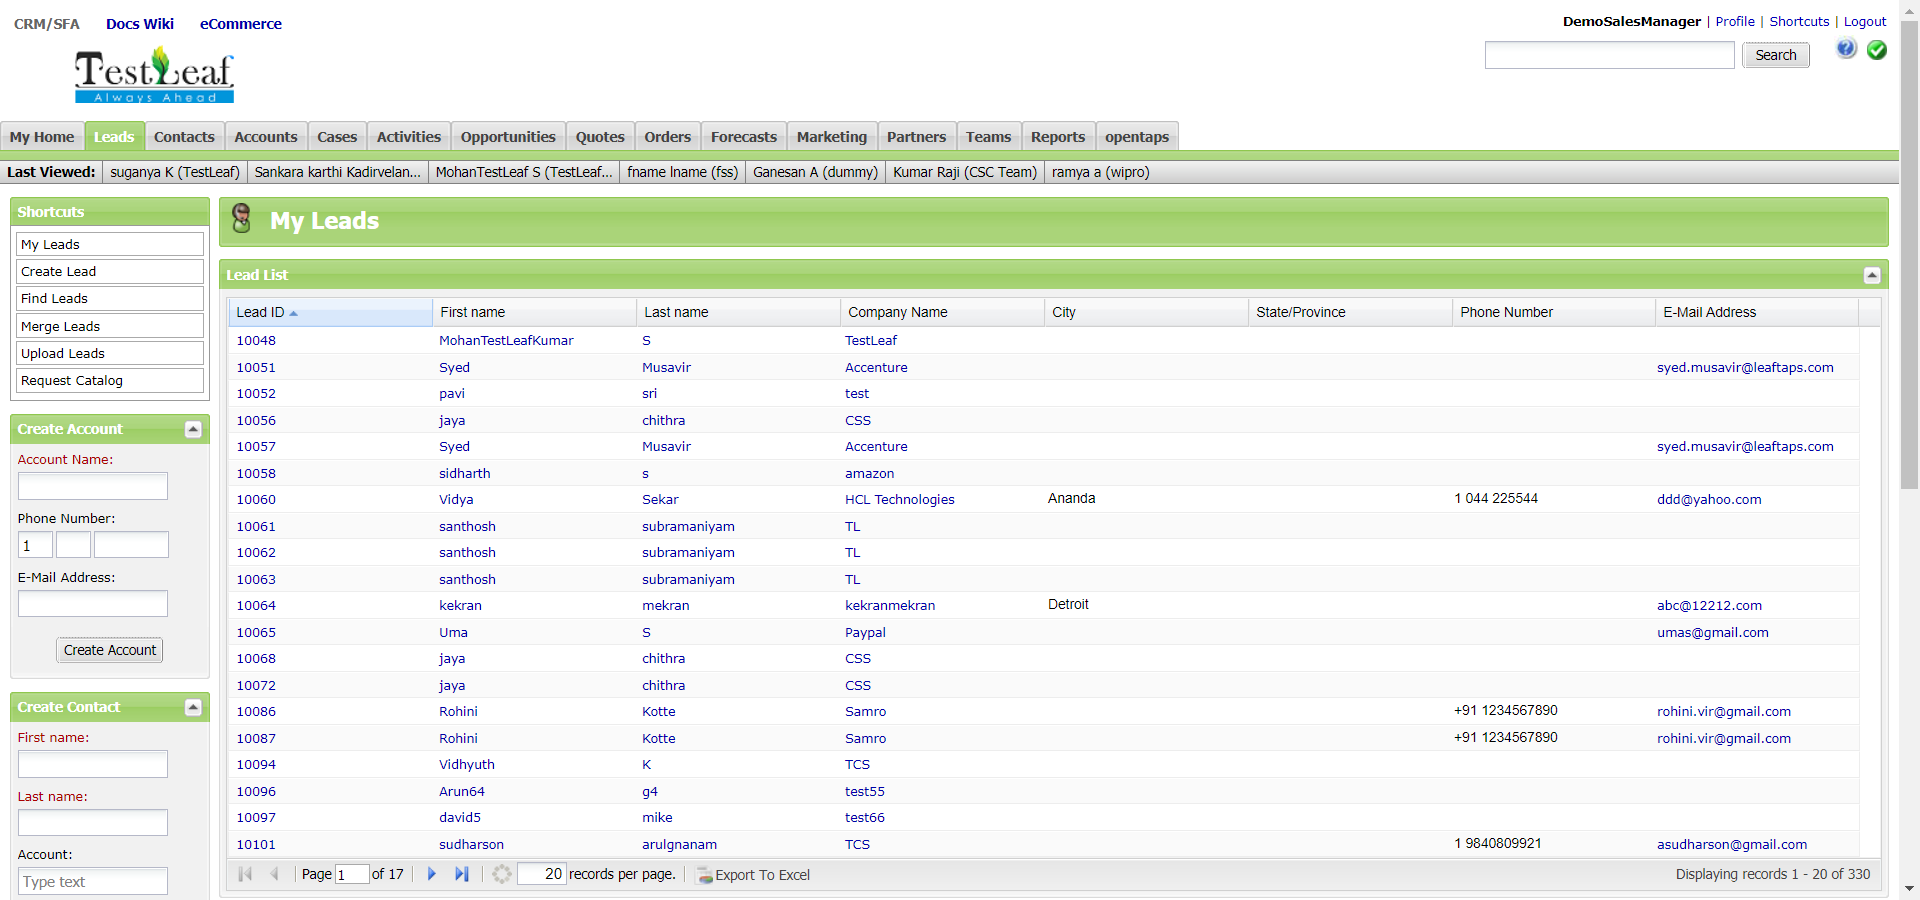 CRM/SFA Docs Wiki eCommerce
DemoSalesManager | Profile | Shortcuts | Logout
Search
TestLeaf
Always Ahead
My Home Leads Contacts Accounts Cases Activities Opportunities Quotes Orders Forecasts Marketing Partners Teams Reports opentaps
Last Viewed: suganya K (TestLeaf) Sankara karthi Kadirvelan... MohanTestLeaf S (TestLeaf... fname lname (fss) Ganesan A (dummy) Kumar Raji (CSC Team) ramya a (wipro)
Shortcuts
My Leads
Create Lead
Find Leads
Merge Leads
Upload Leads
Request Catalog
Create Account
Account Name:
Phone Number:
1
E-Mail Address:
Create Account
Create Contact
First name:
Last name:
Account:
Type text
My Leads
Lead List
Lead ID First name Last name Company Name City State/Province Phone Number E-Mail Address
10048 MohanTestLeafKumar S TestLeaf
10051 Syed Musavir Accenture syed.musavir@leaftaps.com
10052 pavi sri test
10056 jaya chithra CSS
10057 Syed Musavir Accenture syed.musavir@leaftaps.com
10058 sidharth s amazon
10060 Vidya Sekar HCL Technologies Ananda 1 044 225544 ddd@yahoo.com
10061 santhosh subramaniyam TL
10062 santhosh subramaniyam TL
10063 santhosh subramaniyam TL
10064 kekran mekran kekranmekran Detroit abc@12212.com
10065 Uma S Paypal umas@gmail.com
10068 jaya chithra CSS
10072 jaya chithra CSS
10086 Rohini Kotte Samro +91 1234567890 rohini.vir@gmail.com
10087 Rohini Kotte Samro +91 1234567890 rohini.vir@gmail.com
10094 Vidhyuth K TCS
10096 Arun64 g4 test55
10097 david5 mike test66
10101 sudharson arulgnanam TCS 1 9840809921 asudharson@gmail.com
Page 1 of 17 20 records per page. Export To Excel Displaying records 1 - 20 of 330